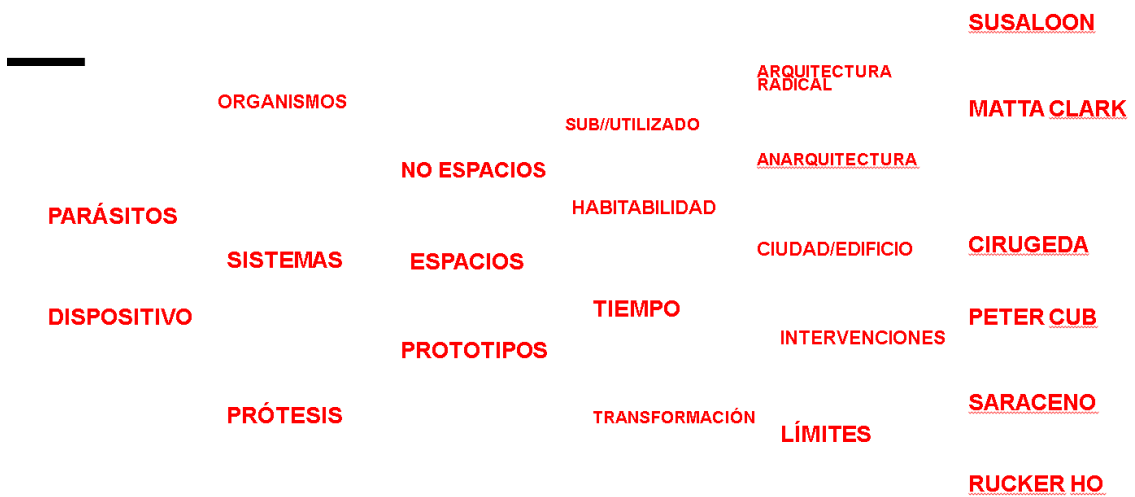 PARÁSITOS
DISPOSITIVO
ORGANISMOS
SISTEMAS
PRÓTESIS
NO ESPACIOS
ESPACIOS
PROTOTIPOS
SUB//UTILIZADO
HABITABILIDAD
TIEMPO
TRANSFORMACIÓN
ARQUITECTURA
RADICAL
ANARQUITECTURA
CIUDAD/EDIFICIO
INTERVENCIONES
LÍMITES
SUSALOON
MATTA CLARK
CIRUGEDA
PETER CUB
SARACENO
RUCKER HO